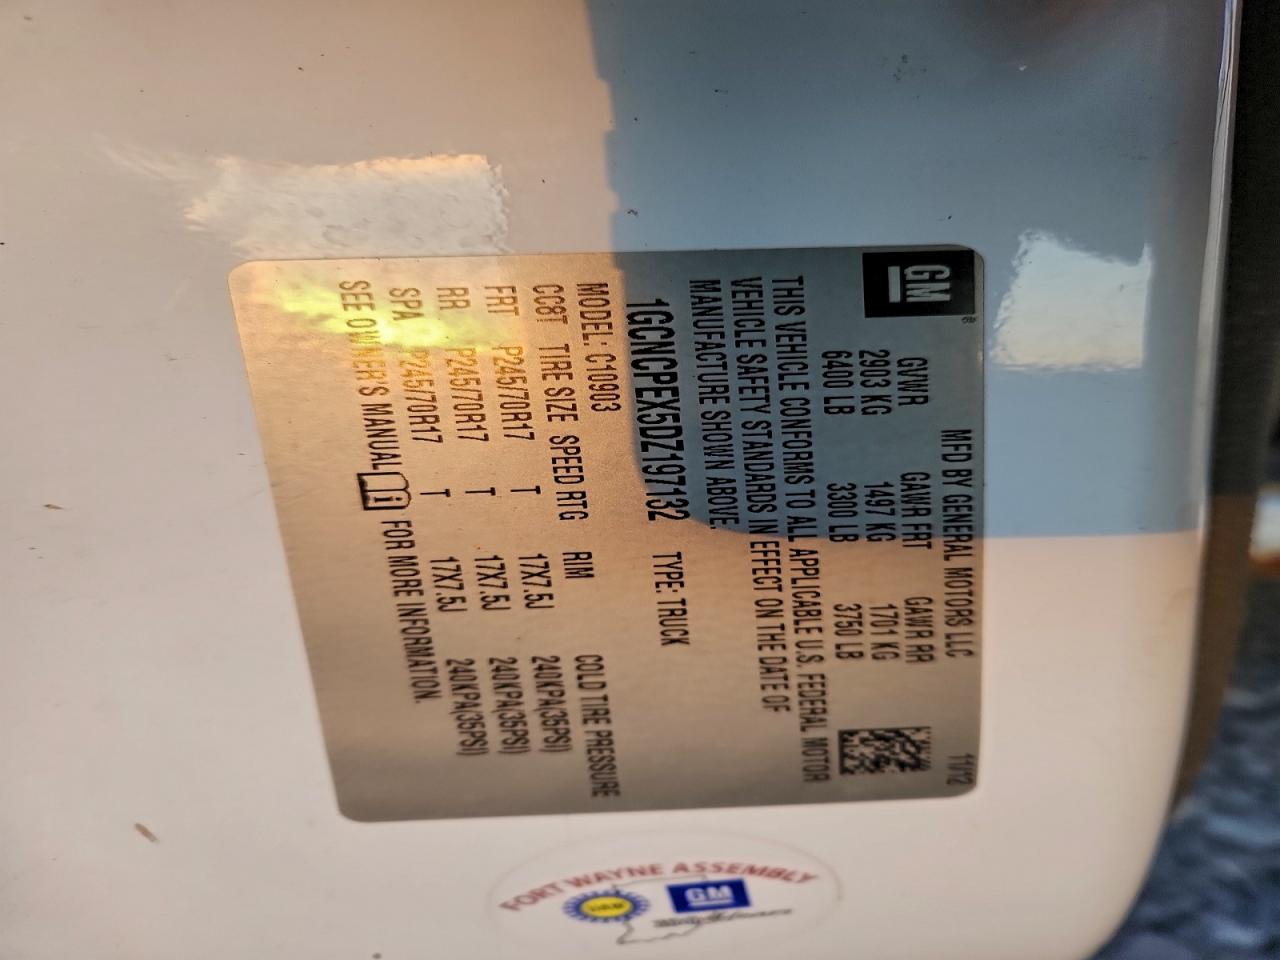 GM ®
MFD BY GENERAL MOTORS LLC 11/12
GVWR GAWR FRT GAWR RR
2903 KG 1497 KG 1701 KG
6400 LB 3300 LB 3750 LB
THIS VEHICLE CONFORMS TO ALL APPLICABLE U.S. FEDERAL MOTOR
VEHICLE SAFETY STANDARDS IN EFFECT ON THE DATE OF
MANUFACTURE SHOWN ABOVE.
1GCNCPEX5DZ197132 TYPE: TRUCK
MODEL: C10903
CC8T TIRE SIZE SPEED RTG RIM COLD TIRE PRESSURE
FRT P245/70R17 T 17X7.5J 240KPA(35PSI)
RR P245/70R17 T 17X7.5J 240KPA(35PSI)
SPA P245/70R17 T 17X7.5J 240KPA(35PSI)
SEE OWNER'S MANUAL i FOR MORE INFORMATION.
FORT WAYNE ASSEMBLY
UAW GM